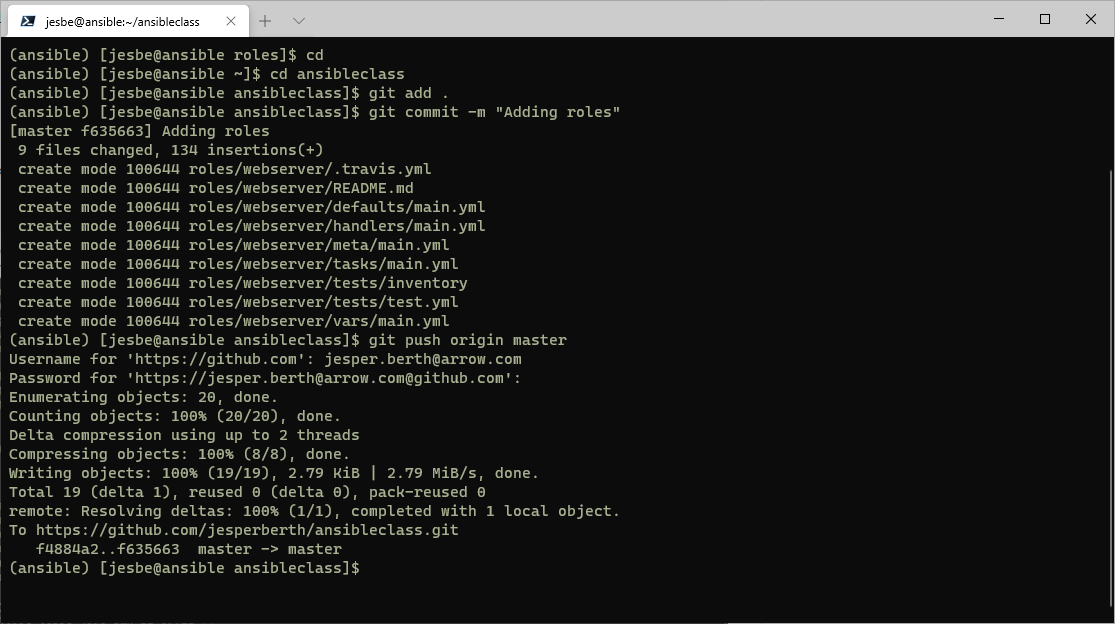 jesbe@ansible:~/ansibleclass
(ansible) [jesbe@ansible roles]$ cd
(ansible) [jesbe@ansible ~]$ cd ansibleclass
(ansible) [jesbe@ansible ansibleclass]$ git add .
(ansible) [jesbe@ansible ansibleclass]$ git commit -m "Adding roles"
[master f635663] Adding roles
 9 files changed, 134 insertions(+)
 create mode 100644 roles/webserver/.travis.yml
 create mode 100644 roles/webserver/README.md
 create mode 100644 roles/webserver/defaults/main.yml
 create mode 100644 roles/webserver/handlers/main.yml
 create mode 100644 roles/webserver/meta/main.yml
 create mode 100644 roles/webserver/tasks/main.yml
 create mode 100644 roles/webserver/tests/inventory
 create mode 100644 roles/webserver/tests/test.yml
 create mode 100644 roles/webserver/vars/main.yml
(ansible) [jesbe@ansible ansibleclass]$ git push origin master
Username for 'https://github.com': jesper.berth@arrow.com
Password for 'https://jesper.berth@arrow.com@github.com':
Enumerating objects: 20, done.
Counting objects: 100% (20/20), done.
Delta compression using up to 2 threads
Compressing objects: 100% (8/8), done.
Writing objects: 100% (19/19), 2.79 KiB | 2.79 MiB/s, done.
Total 19 (delta 1), reused 0 (delta 0), pack-reused 0
remote: Resolving deltas: 100% (1/1), completed with 1 local object.
To https://github.com/jesperberth/ansibleclass.git
   f4884a2..f635663  master -> master
(ansible) [jesbe@ansible ansibleclass]$